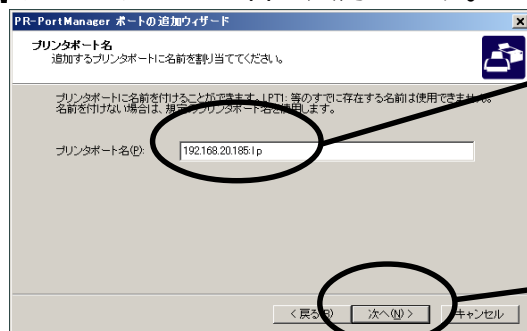 PR-PortManager ポートの追加ウィザード
プリンタポート名
追加するプリンタポートに名前を割り当ててください。
プリンタポートに名前を付けることができます。LPT1: 等のすでに存在する名前は使用できません。
名前を付けない場合は、規定のプリンタポート名を使用します。
プリンタポート名(P):
192.168.20.185:lp
< 戻る(B)
次へ(N) >
キャンセル